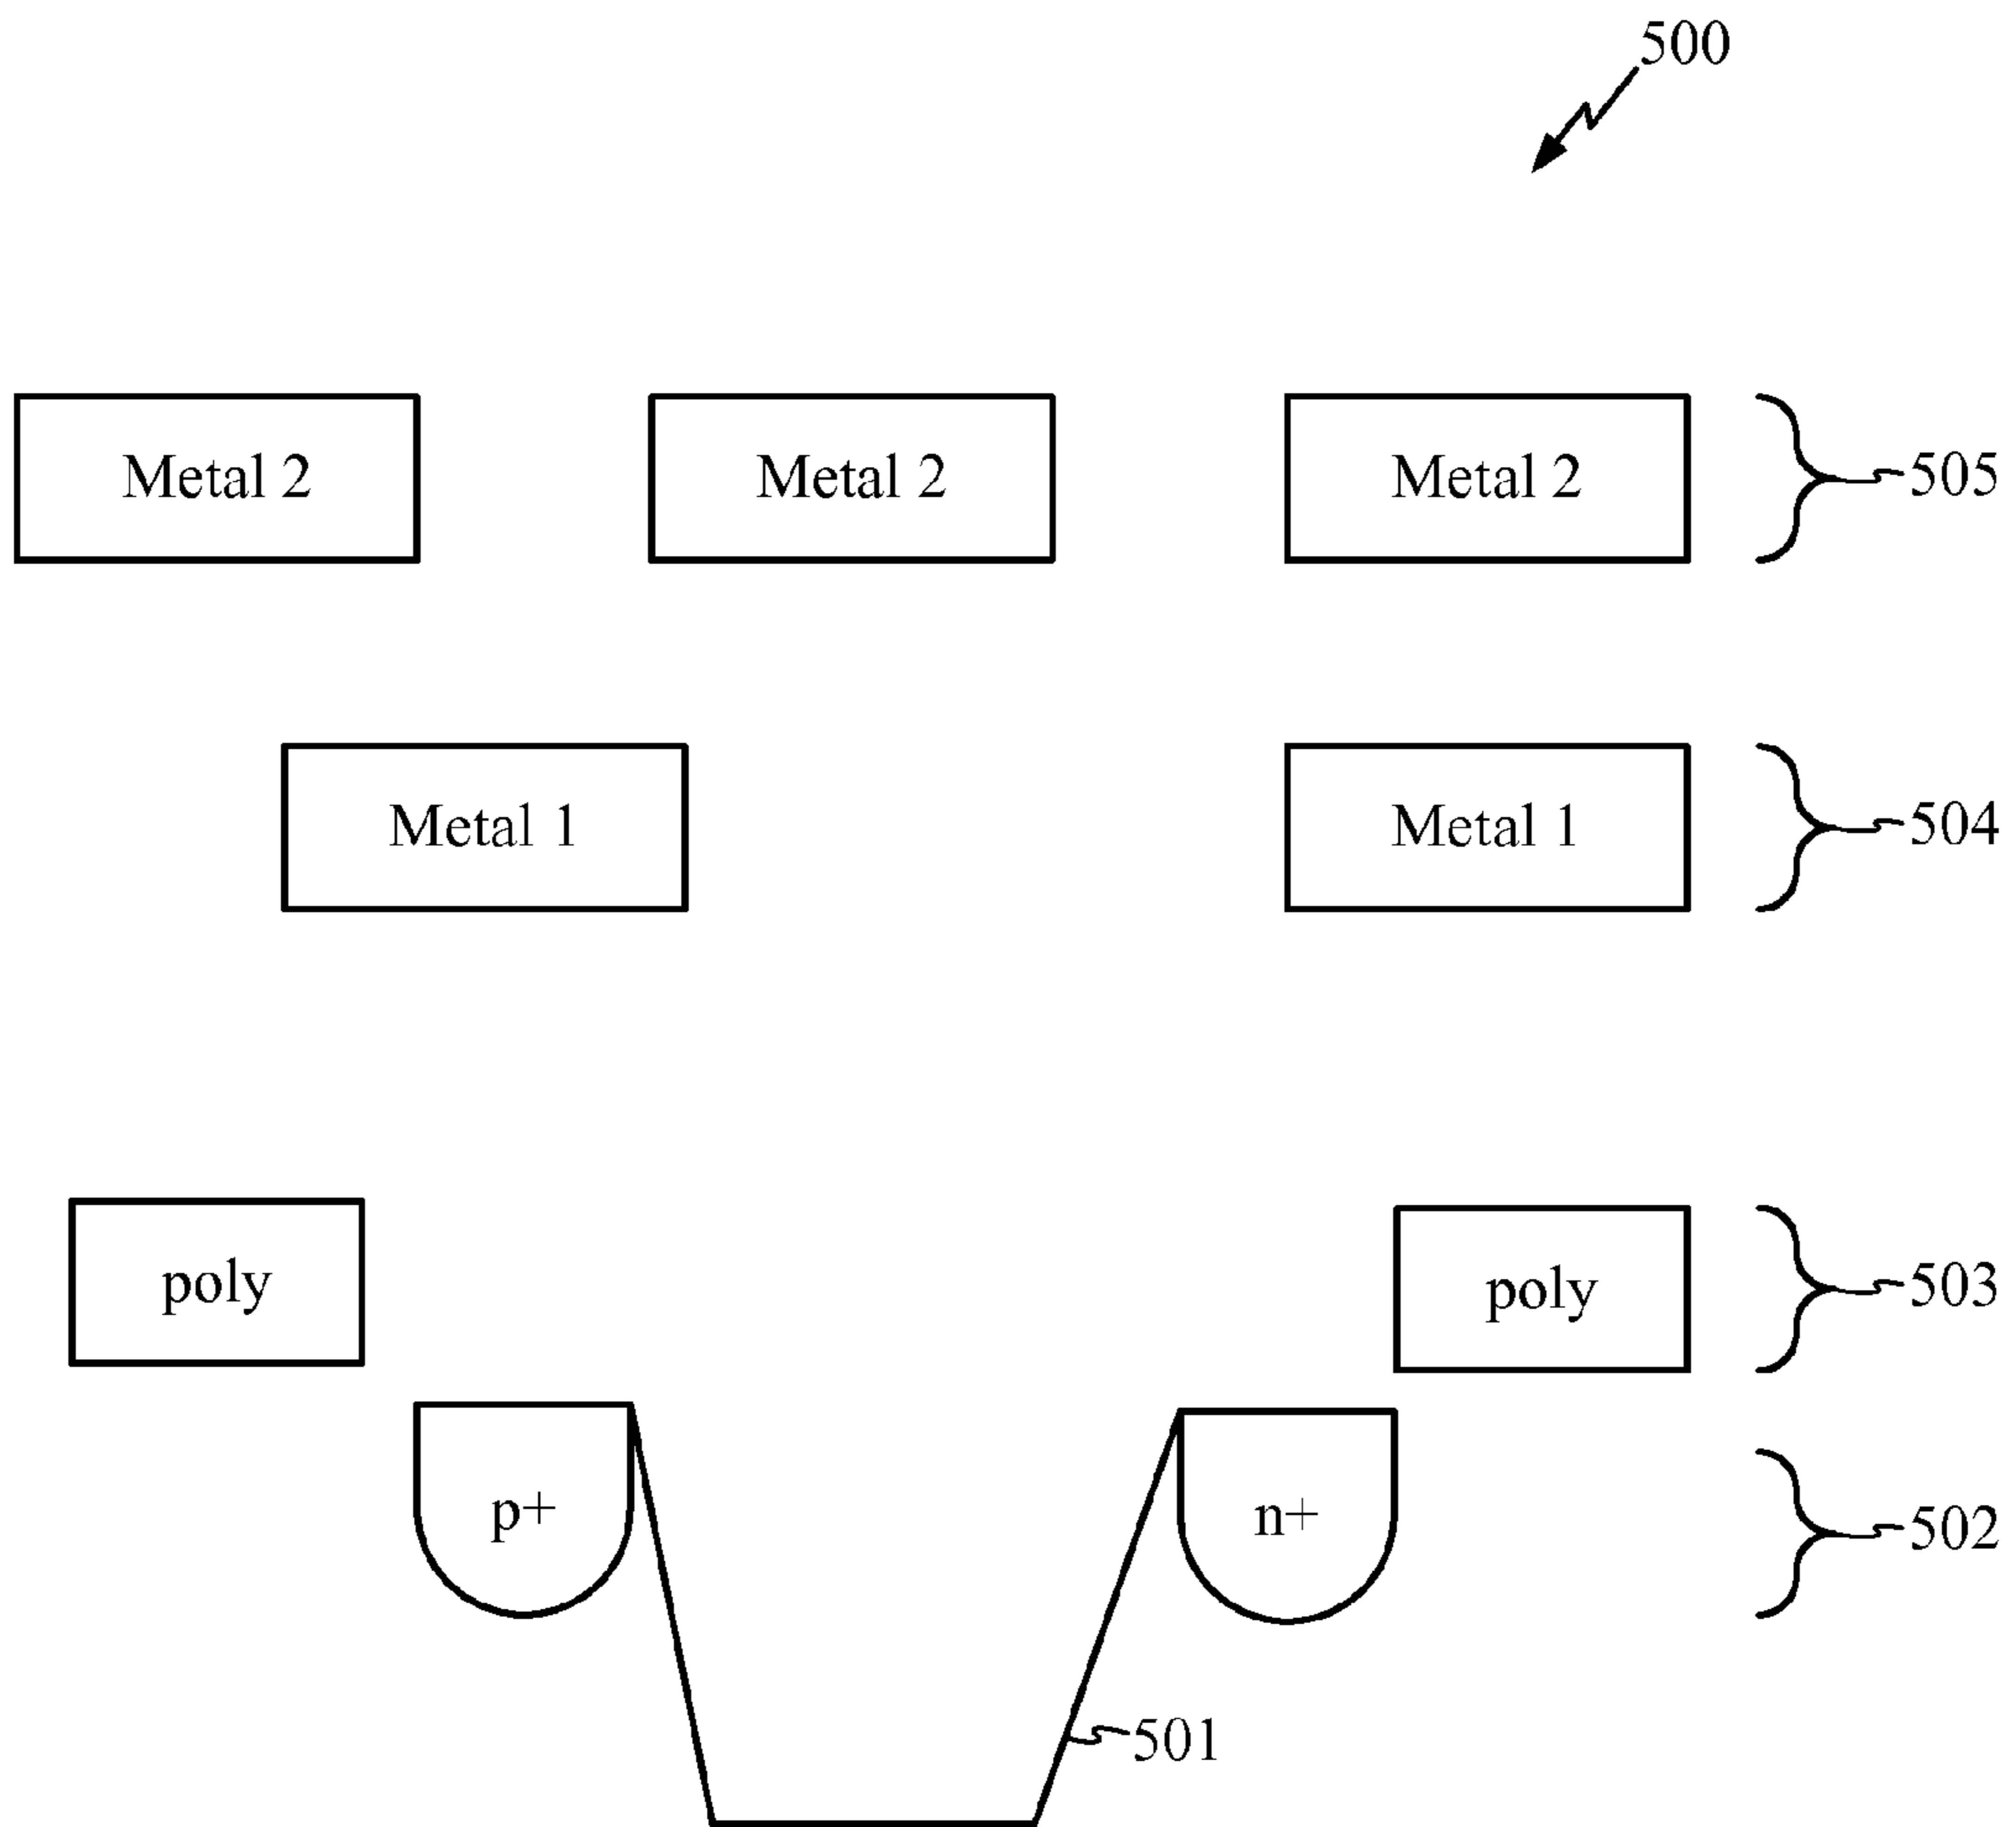 500
Metal 2 Metal 2 Metal 2 505
Metal 1 Metal 1 504
poly poly 503
p+ n+ 502
501